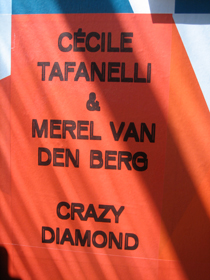 CÉCILE
TAFANELLI
&
MEREL VAN
DEN BERG
CRAZY
DIAMOND